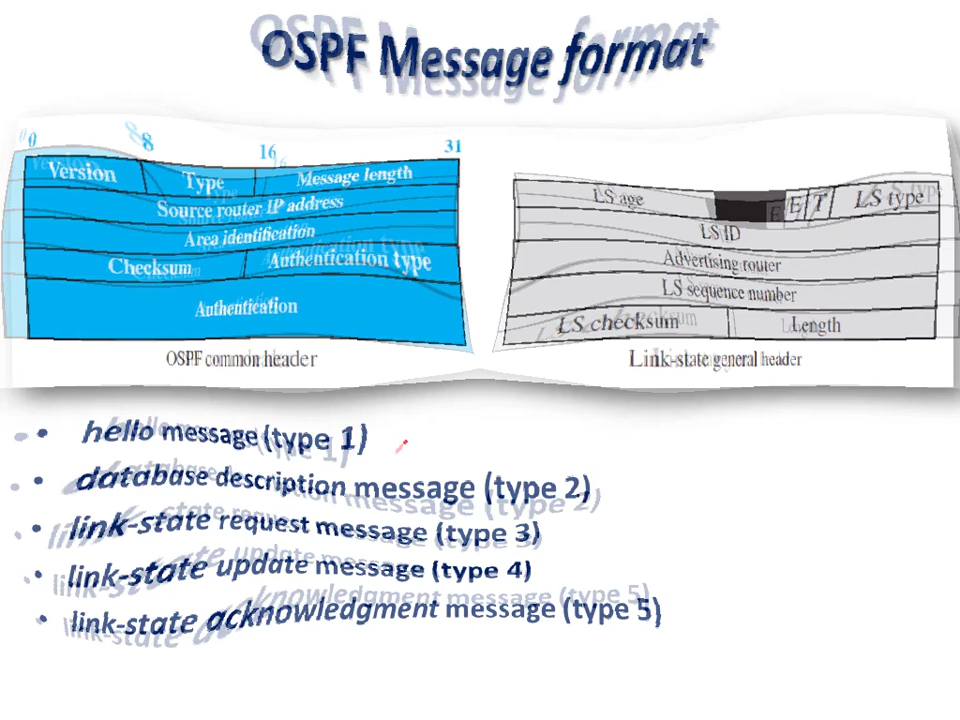 OSPF Message format
0 8 16 31
Version Type Message length
Source router IP address
Area identification
Checksum Authentication type
Authentication
OSPF common header
LS age E T LS type
LS ID
Advertising router
LS sequence number
LS checksum Length
Link-state general header
• hello message (type 1)
• database description message (type 2)
• link-state request message (type 3)
• link-state update message (type 4)
• link-state acknowledgment message (type 5)